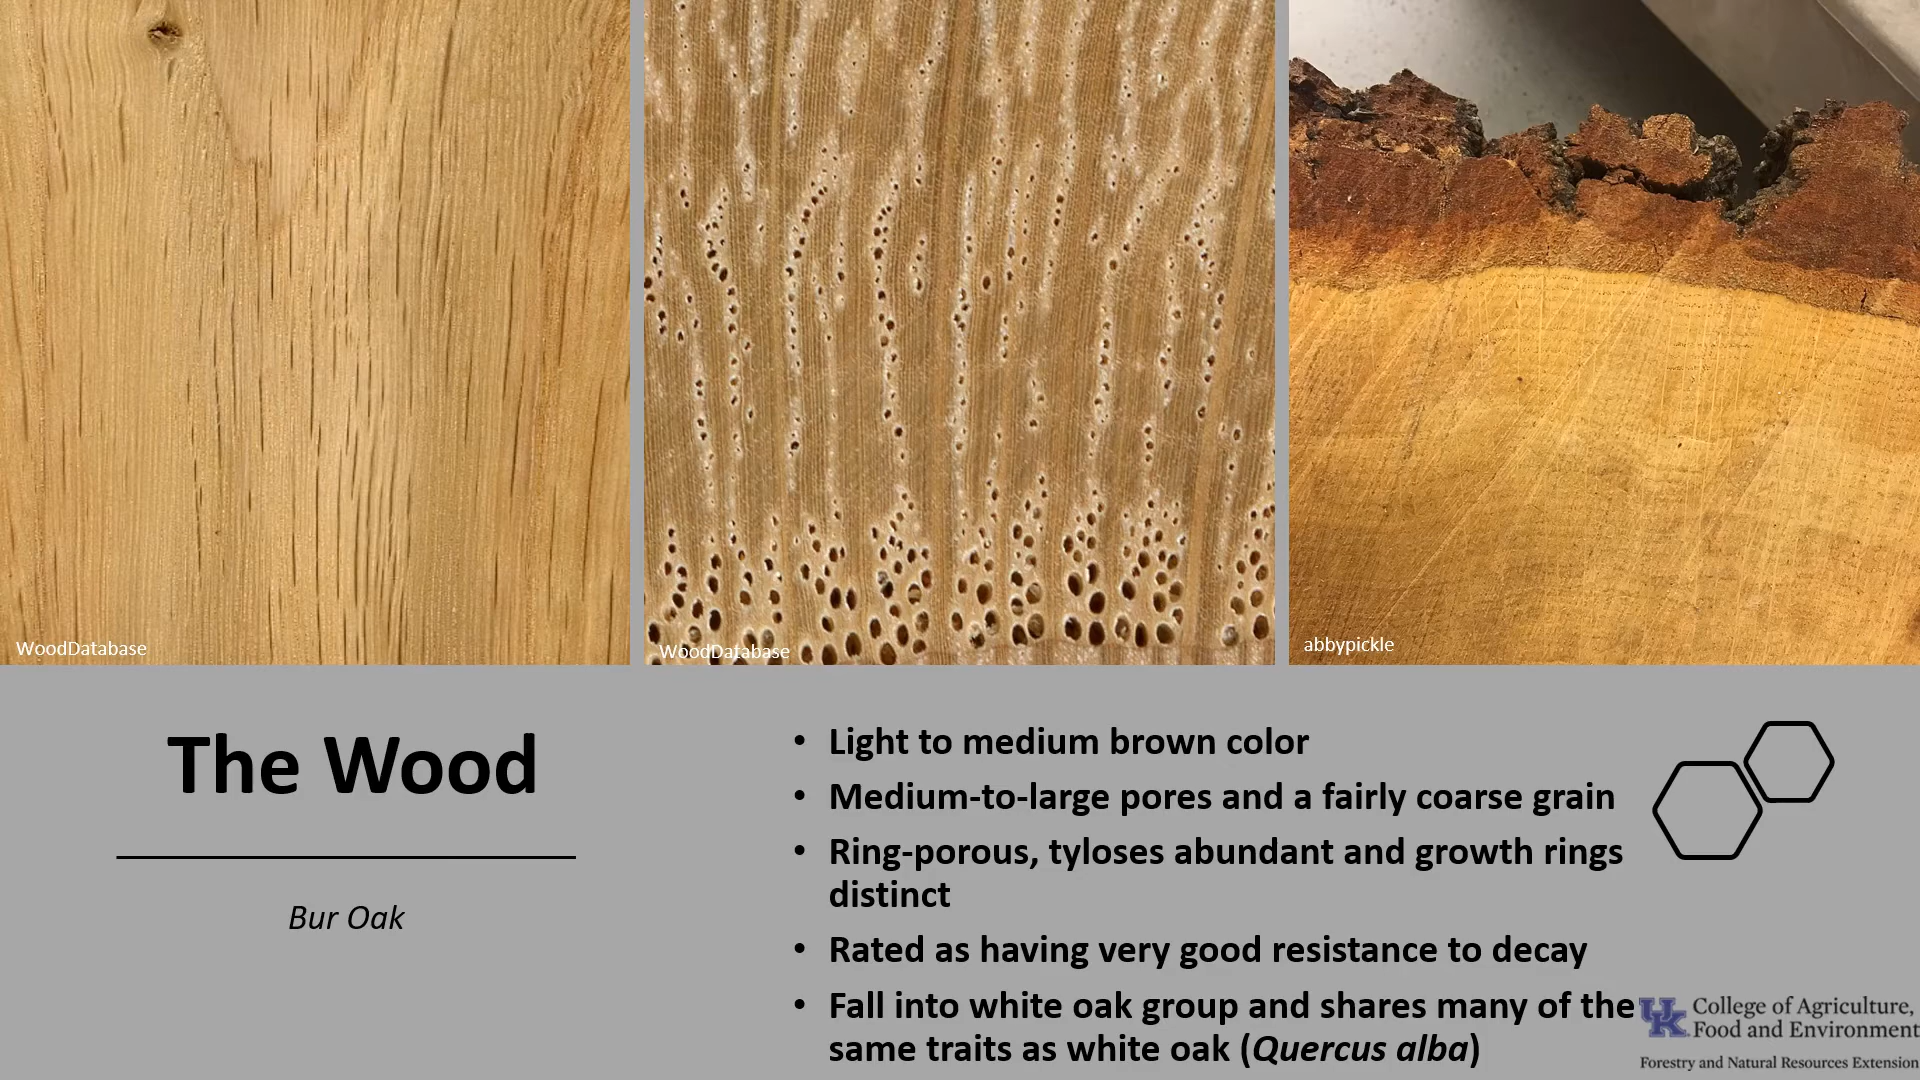 WoodDatabase
WoodDatabase
abbypickle
The Wood
Bur Oak
• Light to medium brown color
• Medium-to-large pores and a fairly coarse grain
• Ring-porous, tyloses abundant and growth rings
distinct
• Rated as having very good resistance to decay
• Fall into white oak group and shares many of the
same traits as white oak (Quercus alba)
UK College of Agriculture,
Food and Environment
Forestry and Natural Resources Extension